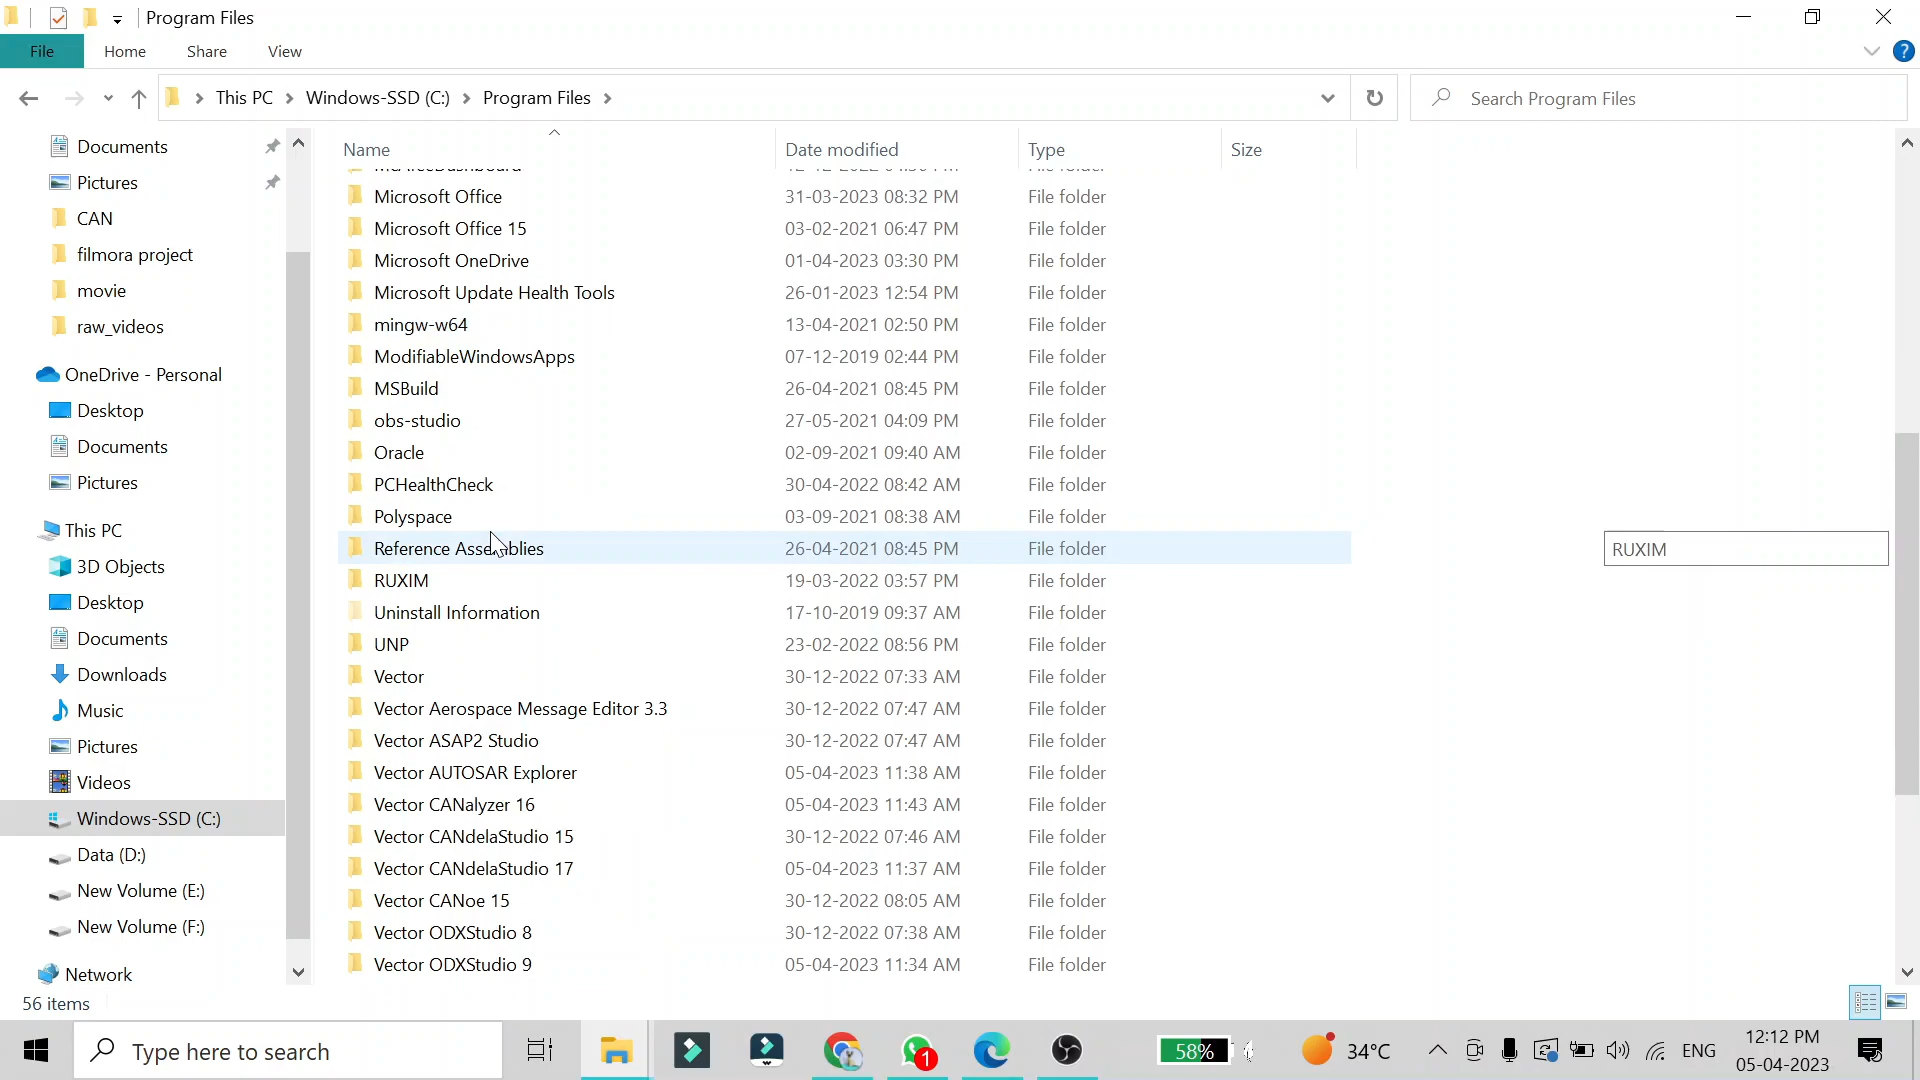 Program Files
File Home Share View
This PC Windows-SSD (C:) Program Files
Search Program Files
Documents
Pictures
CAN
filmora project
movie
raw_videos
OneDrive - Personal
Desktop
Documents
Pictures
This PC
3D Objects
Desktop
Documents
Downloads
Music
Pictures
Videos
Windows-SSD (C:)
Data (D:)
New Volume (E:)
New Volume (F:)
Network
Name Date modified Type Size
Microsoft Office 31-03-2023 08:32 PM File folder
Microsoft Office 15 03-02-2021 06:47 PM File folder
Microsoft OneDrive 01-04-2023 03:30 PM File folder
Microsoft Update Health Tools 26-01-2023 12:54 PM File folder
mingw-w64 13-04-2021 02:50 PM File folder
ModifiableWindowsApps 07-12-2019 02:44 PM File folder
MSBuild 26-04-2021 08:45 PM File folder
obs-studio 27-05-2021 04:09 PM File folder
Oracle 02-09-2021 09:40 AM File folder
PCHealthCheck 30-04-2022 08:42 AM File folder
Polyspace 03-09-2021 08:38 AM File folder
Reference Assemblies 26-04-2021 08:45 PM File folder
RUXIM
RUXIM 19-03-2022 03:57 PM File folder
Uninstall Information 17-10-2019 09:37 AM File folder
UNP 23-02-2022 08:56 PM File folder
Vector 30-12-2022 07:33 AM File folder
Vector Aerospace Message Editor 3.3 30-12-2022 07:47 AM File folder
Vector ASAP2 Studio 30-12-2022 07:47 AM File folder
Vector AUTOSAR Explorer 05-04-2023 11:38 AM File folder
Vector CANalyzer 16 05-04-2023 11:43 AM File folder
Vector CANdelaStudio 15 30-12-2022 07:46 AM File folder
Vector CANdelaStudio 17 05-04-2023 11:37 AM File folder
Vector CANoe 15 30-12-2022 08:05 AM File folder
Vector ODXStudio 8 30-12-2022 07:38 AM File folder
Vector ODXStudio 9 05-04-2023 11:34 AM File folder
56 items
Type here to search
1
58%
34°C
ENG
12:12 PM
05-04-2023